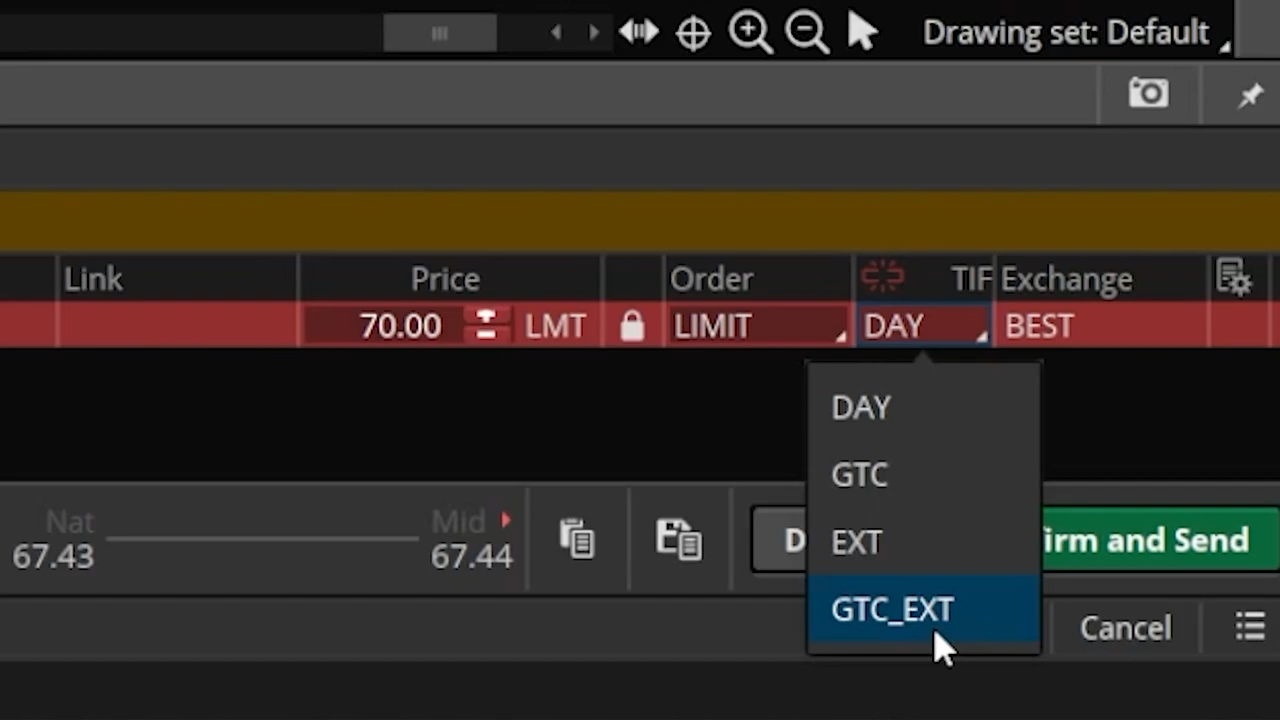 Drawing set: Default
Link Price Order TIF Exchange
70.00 LMT LIMIT DAY BEST
DAY
GTC
EXT
GTC_EXT
Nat Mid
67.43 67.44
D irm and Send
Cancel